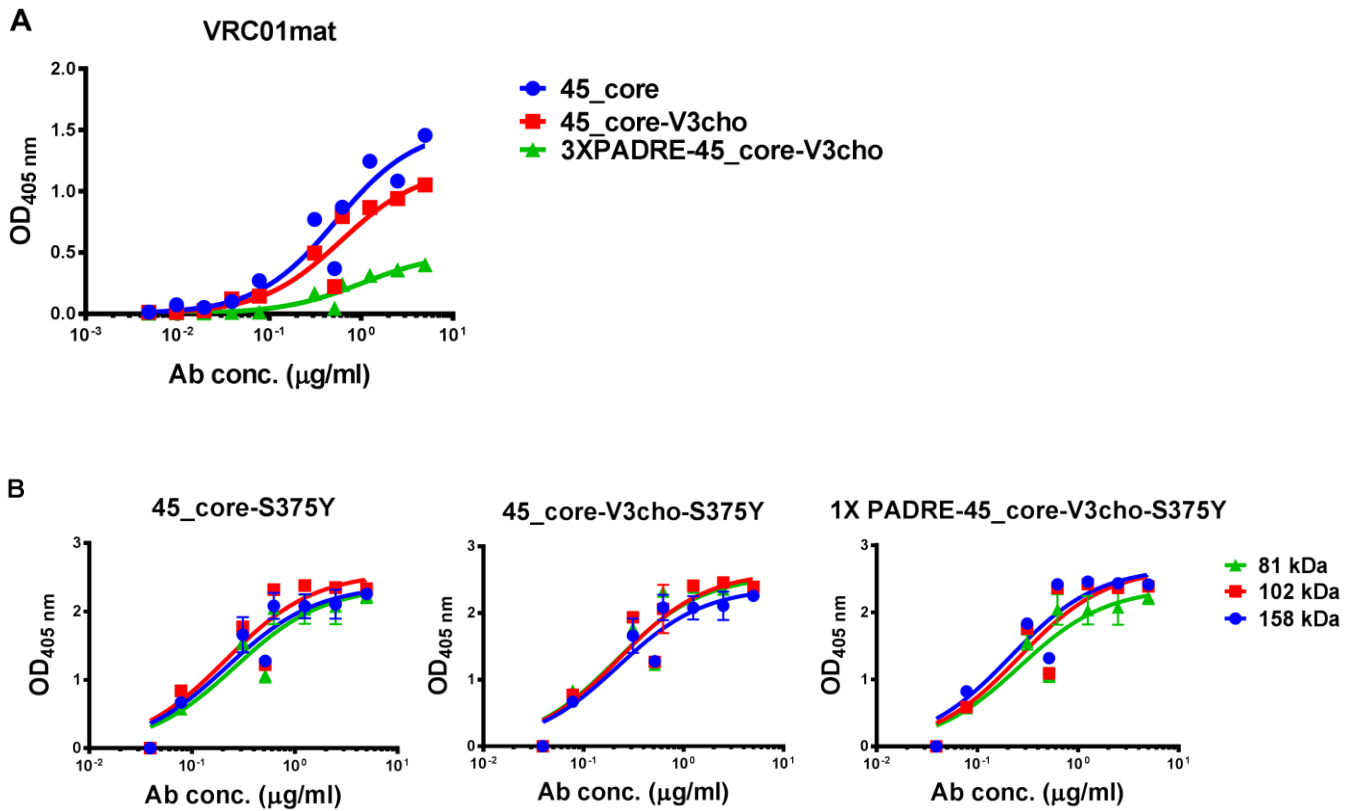 A
VRC01mat
2.0
1.5
1.0
0.5
0.0
OD405 nm
10-3
10-2
10-1
100
101
Ab conc. (µg/ml)
45_core
45_core-V3cho
3XPADRE-45_core-V3cho
B
45_core-S375Y
3
2
1
0
OD405 nm
10-2
10-1
100
101
Ab conc. (µg/ml)
45_core-V3cho-S375Y
3
2
1
0
OD405 nm
10-2
10-1
100
101
Ab conc. (µg/ml)
1X PADRE-45_core-V3cho-S375Y
3
2
1
0
OD405 nm
10-2
10-1
100
101
Ab conc. (µg/ml)
81 kDa
102 kDa
158 kDa